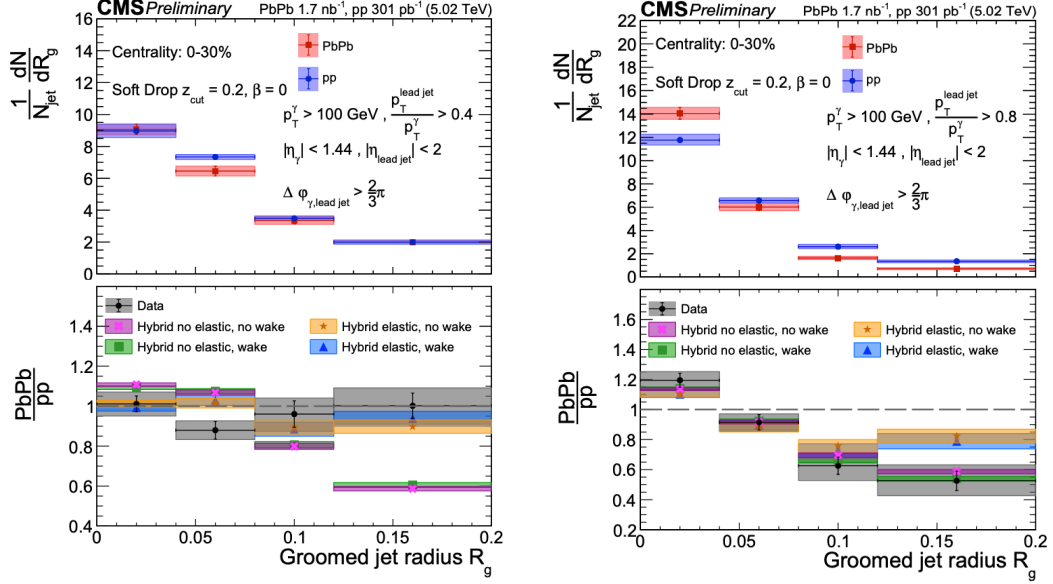 CMS Preliminary PbPb 1.7 nb⁻¹, pp 301 pb⁻¹ (5.02 TeV)
16
14
12
10
8
6
4
2
0
1/N_jet dN/dR_g
Centrality: 0-30%
PbPb
pp
Soft Drop z_cut = 0.2, β = 0
p_T^γ > 100 GeV , p_T^lead jet / p_T^γ > 0.4
|η_γ| < 1.44 , |η_lead jet| < 2
Δ φ_γ,lead jet > 2/3 π
PbPb/pp
1.4
1.2
1
0.8
0.6
0.4
Data
Hybrid no elastic, no wake
Hybrid no elastic, wake
Hybrid elastic, no wake
Hybrid elastic, wake
0 0.05 0.1 0.15 0.2
Groomed jet radius R_g
CMS Preliminary PbPb 1.7 nb⁻¹, pp 301 pb⁻¹ (5.02 TeV)
22
20
18
16
14
12
10
8
6
4
2
0
1/N_jet dN/dR_g
Centrality: 0-30%
PbPb
pp
Soft Drop z_cut = 0.2, β = 0
p_T^γ > 100 GeV , p_T^lead jet / p_T^γ > 0.8
|η_γ| < 1.44 , |η_lead jet| < 2
Δ φ_γ,lead jet > 2/3 π
PbPb/pp
1.6
1.4
1.2
1
0.8
0.6
0.4
0.2
Data
Hybrid no elastic, no wake
Hybrid no elastic, wake
Hybrid elastic, no wake
Hybrid elastic, wake
0 0.05 0.1 0.15 0.2
Groomed jet radius R_g